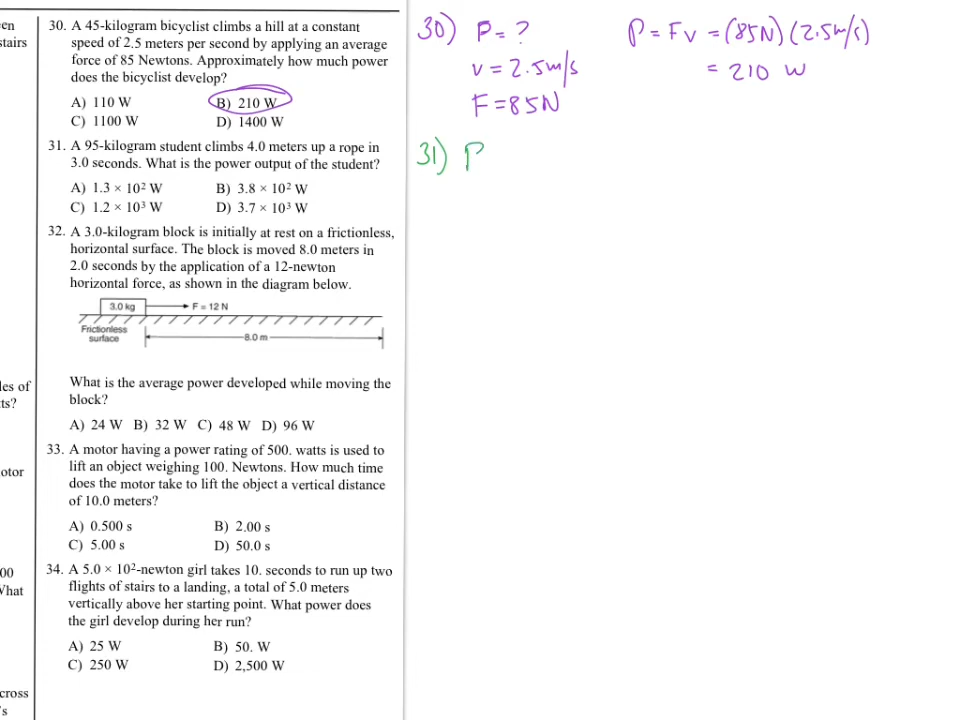 en
stairs
les of
ts?
otor
00
What
cross
's
30. A 45-kilogram bicyclist climbs a hill at a constant
speed of 2.5 meters per second by applying an average
force of 85 Newtons. Approximately how much power
does the bicyclist develop?
A) 110 W B) 210 W
C) 1100 W D) 1400 W
31. A 95-kilogram student climbs 4.0 meters up a rope in
3.0 seconds. What is the power output of the student?
A) 1.3 × 10² W B) 3.8 × 10² W
C) 1.2 × 10³ W D) 3.7 × 10³ W
32. A 3.0-kilogram block is initially at rest on a frictionless,
horizontal surface. The block is moved 8.0 meters in
2.0 seconds by the application of a 12-newton
horizontal force, as shown in the diagram below.
3.0 kg F = 12 N
Frictionless
surface
8.0 m
What is the average power developed while moving the
block?
A) 24 W B) 32 W C) 48 W D) 96 W
33. A motor having a power rating of 500. watts is used to
lift an object weighing 100. Newtons. How much time
does the motor take to lift the object a vertical distance
of 10.0 meters?
A) 0.500 s B) 2.00 s
C) 5.00 s D) 50.0 s
34. A 5.0 × 10²-newton girl takes 10. seconds to run up two
flights of stairs to a landing, a total of 5.0 meters
vertically above her starting point. What power does
the girl develop during her run?
A) 25 W B) 50. W
C) 250 W D) 2,500 W
30) P = ? P = Fv = (85N)(2.5m/s)
v = 2.5m/s = 210 W
F = 85N
31) P